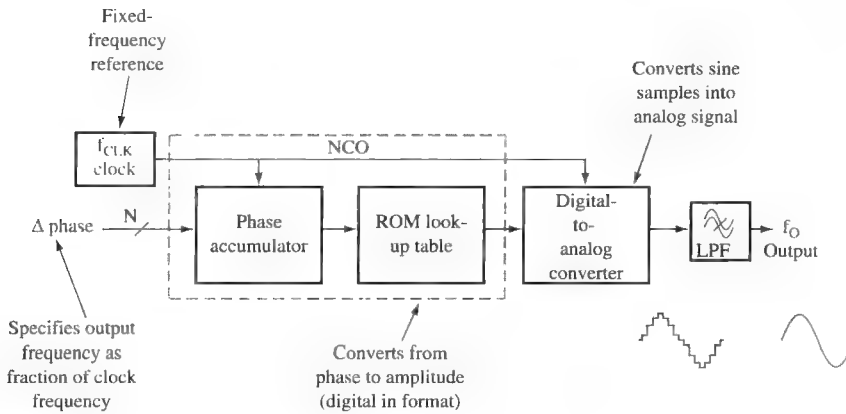 Fixed-
frequency
reference
Converts sine
samples into
analog signal
f_CLK
clock
NCO
Δ phase
N
Phase
accumulator
ROM look-
up table
Digital-
to-
analog
converter
LPF
f_O
Output
Specifies output
frequency as
fraction of clock
frequency
Converts from
phase to amplitude
(digital in format)